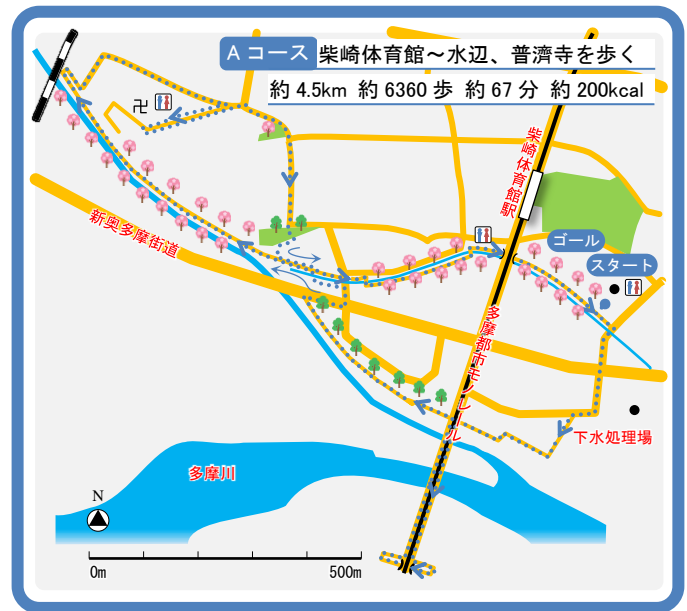 Aコース 柴崎体育館～水辺、普濟寺を歩く
約 4.5km 約 6360 歩 約 67 分 約 200kcal
卍
柴崎体育館駅
新奥多摩街道
ゴール
スタート
多摩都市モノレール
下水処理場
多摩川
N
0m 500m